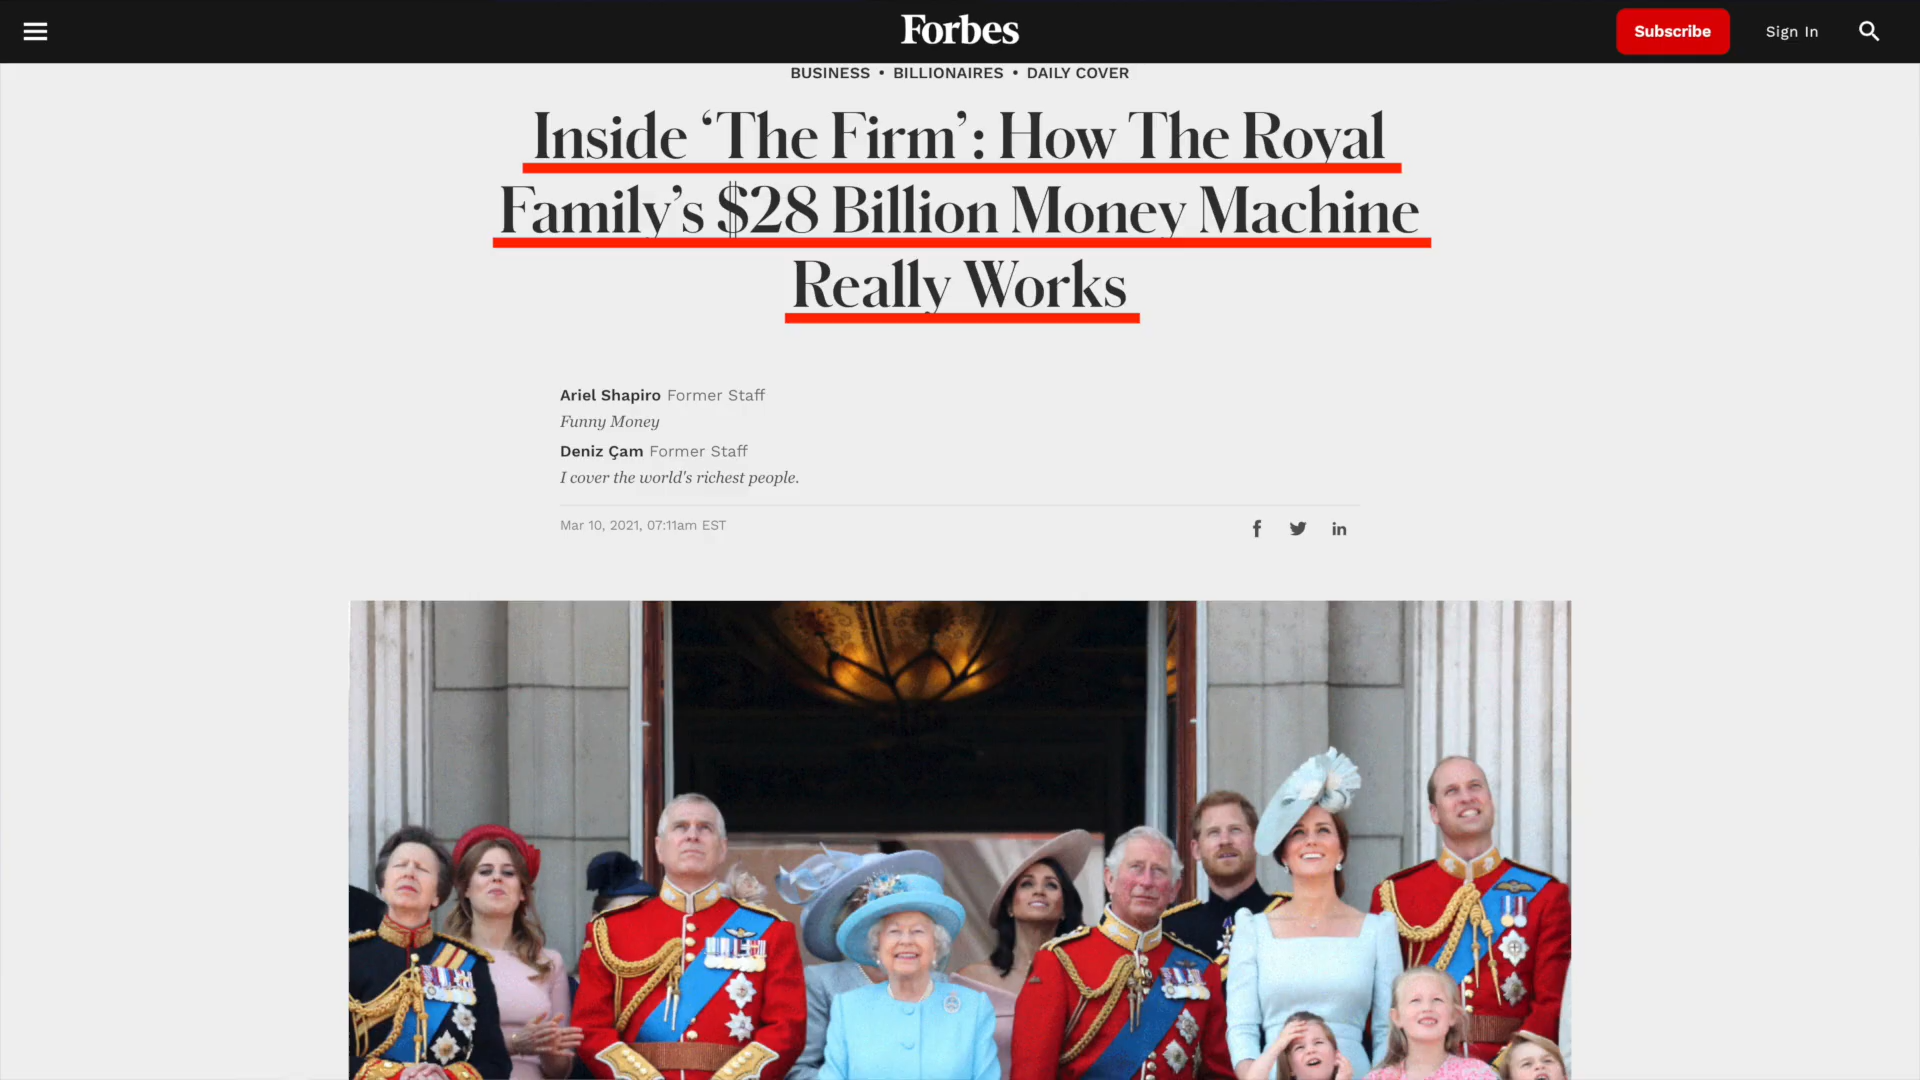 Forbes
Subscribe
Sign In
BUSINESS • BILLIONAIRES • DAILY COVER
Inside ‘The Firm’: How The Royal
Family’s $28 Billion Money Machine
Really Works
Ariel Shapiro Former Staff
Funny Money
Deniz Çam Former Staff
I cover the world's richest people.
Mar 10, 2021, 07:11am EST